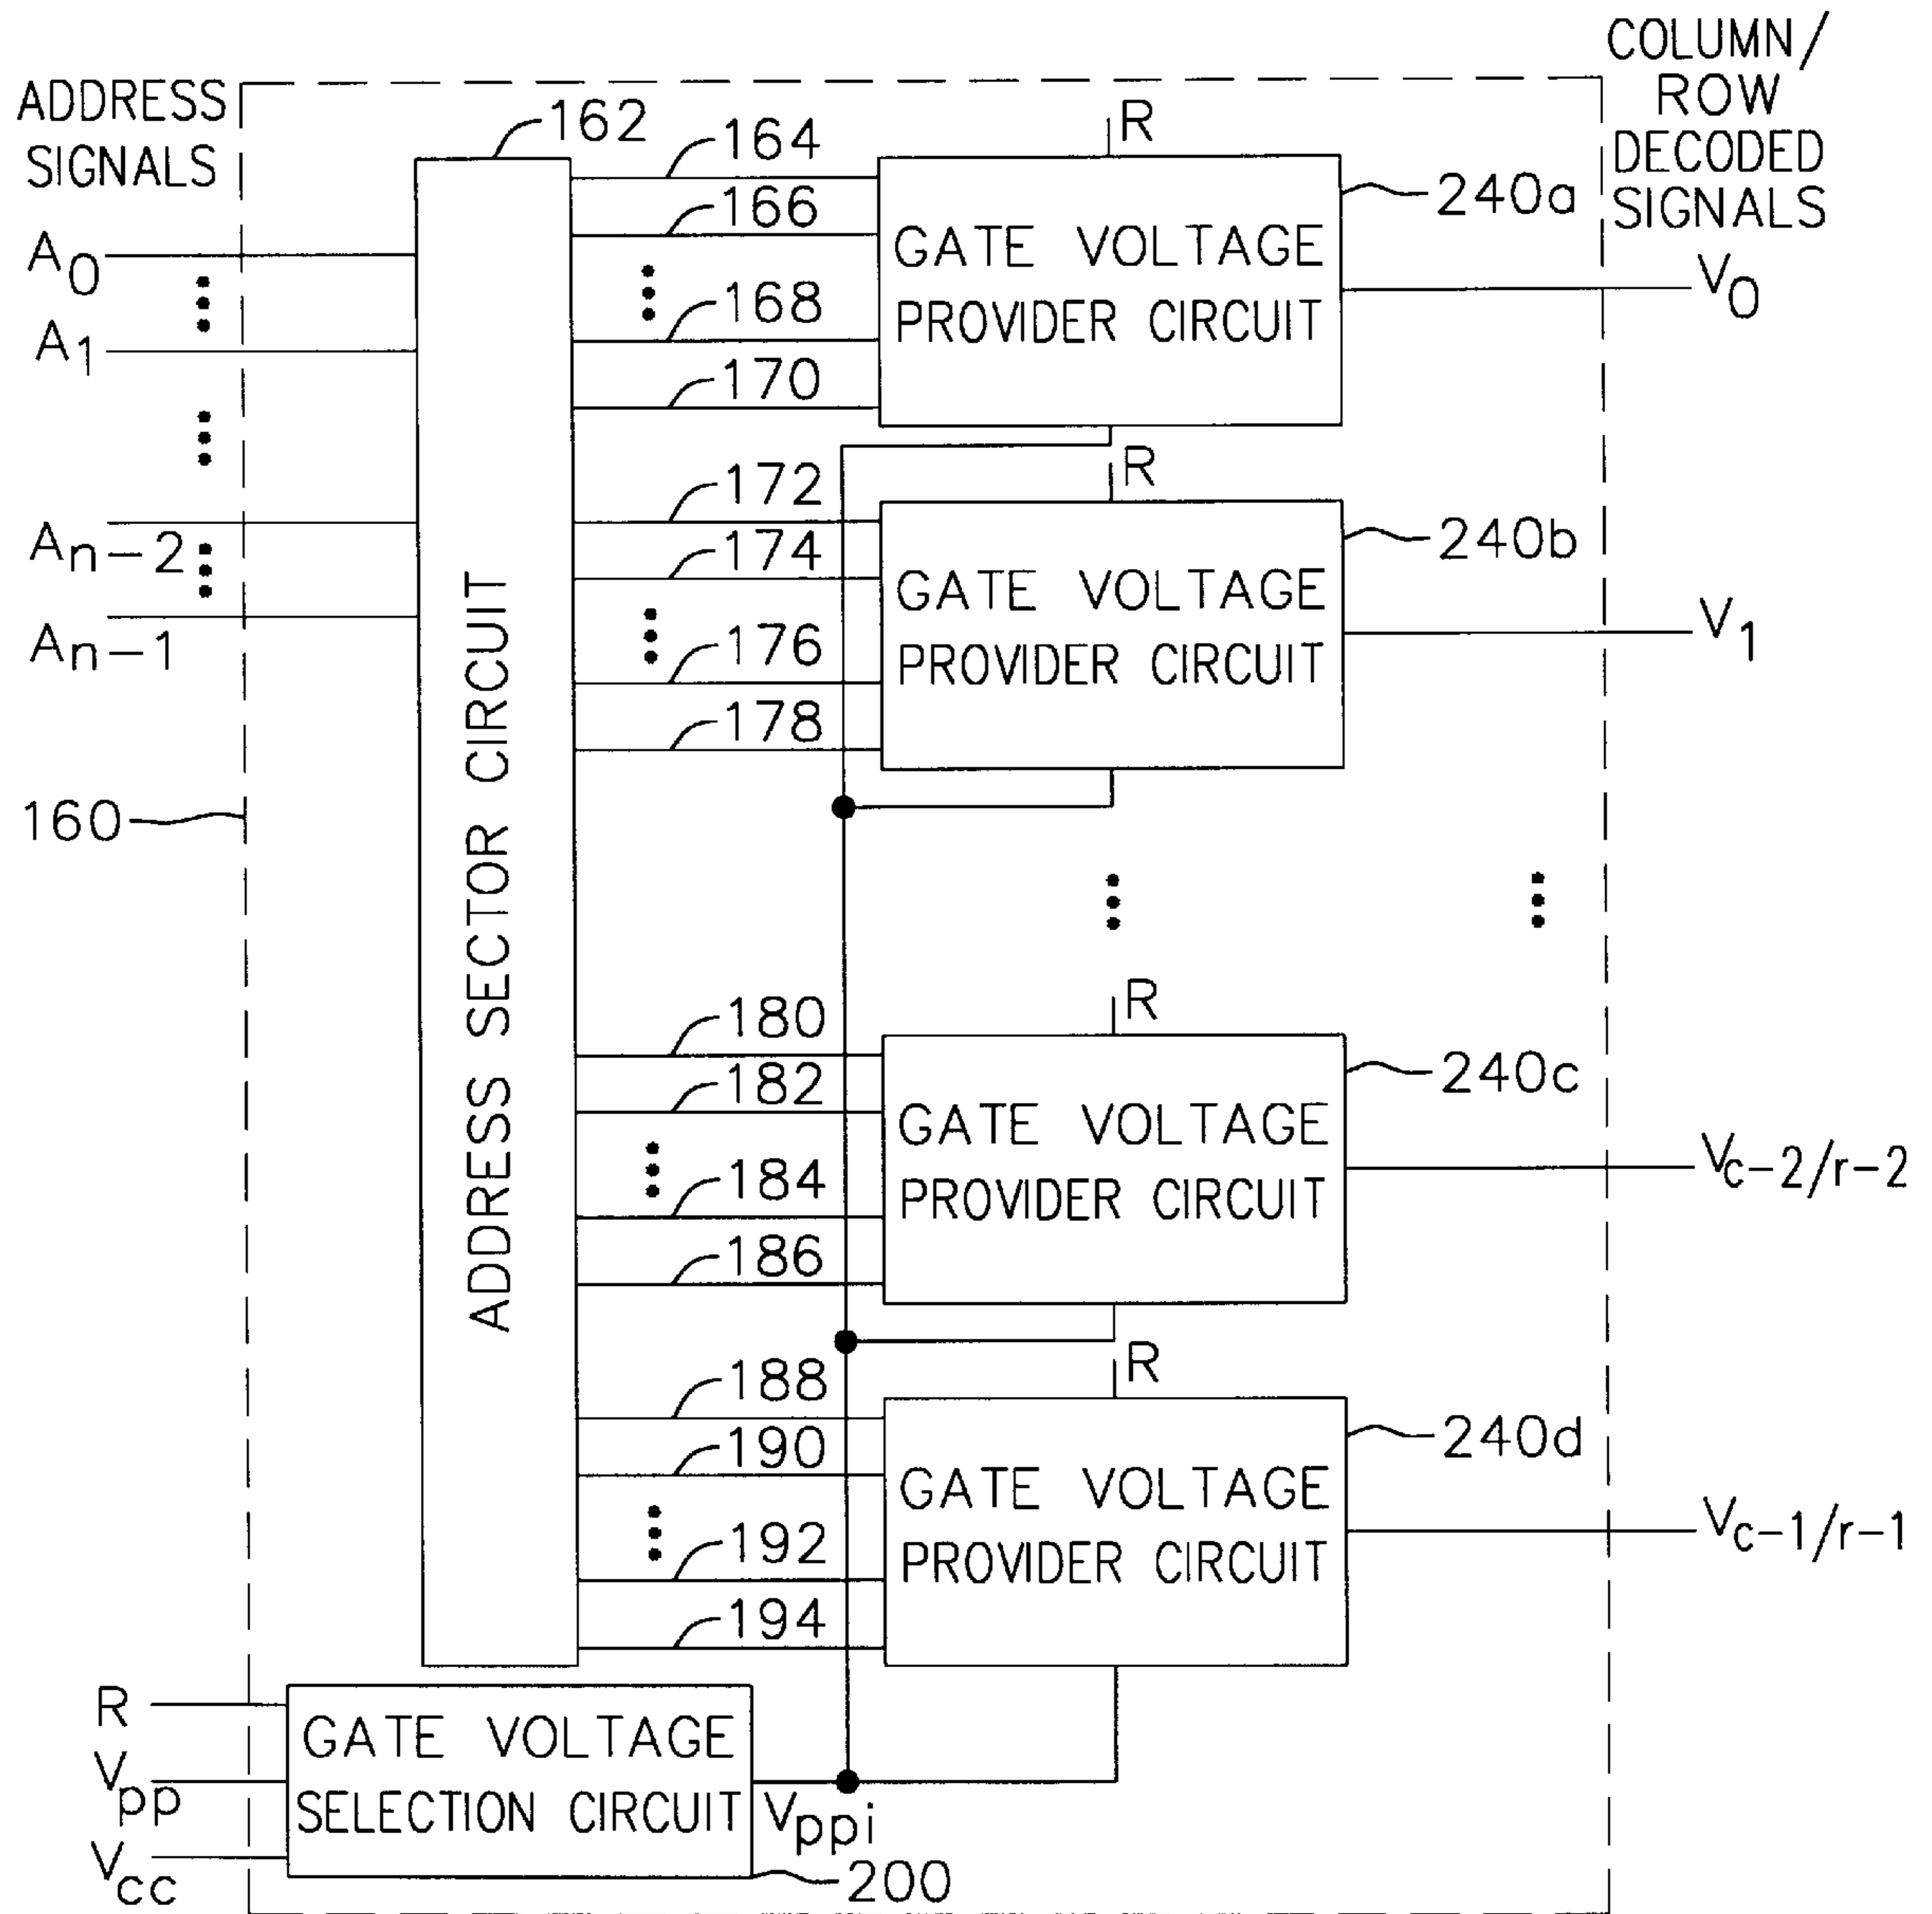 ADDRESS
SIGNALS
COLUMN/
ROW
DECODED
SIGNALS
162
164
166
168
170
R
240a
GATE VOLTAGE
PROVIDER CIRCUIT
A0
A1
An-2
An-1
V0
172
174
176
178
R
240b
GATE VOLTAGE
PROVIDER CIRCUIT
V1
160
ADDRESS SECTOR CIRCUIT
180
182
184
186
R
240c
GATE VOLTAGE
PROVIDER CIRCUIT
Vc-2/r-2
188
190
192
194
R
240d
GATE VOLTAGE
PROVIDER CIRCUIT
Vc-1/r-1
R
Vpp
Vcc
GATE VOLTAGE
SELECTION CIRCUIT
Vppi
200